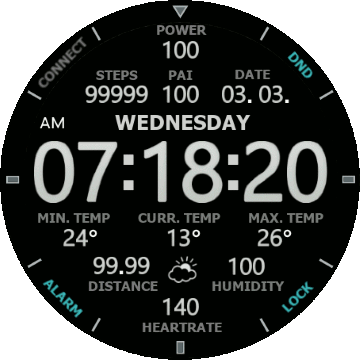 POWER
100
CONNECT
DND
STEPS PAI DATE
99999 100 03. 03.
AM WEDNESDAY
07:18:20
MIN. TEMP CURR. TEMP MAX. TEMP
24° 13° 26°
99.99 100
DISTANCE HUMIDITY
ALARM
LOCK
140
HEARTRATE